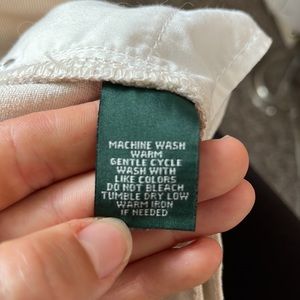 MACHINE WASH
WARM
GENTLE CYCLE
WASH WITH
LIKE COLORS
DO NOT BLEACH
TUMBLE DRY LOW
WARM IRON
IF NEEDED